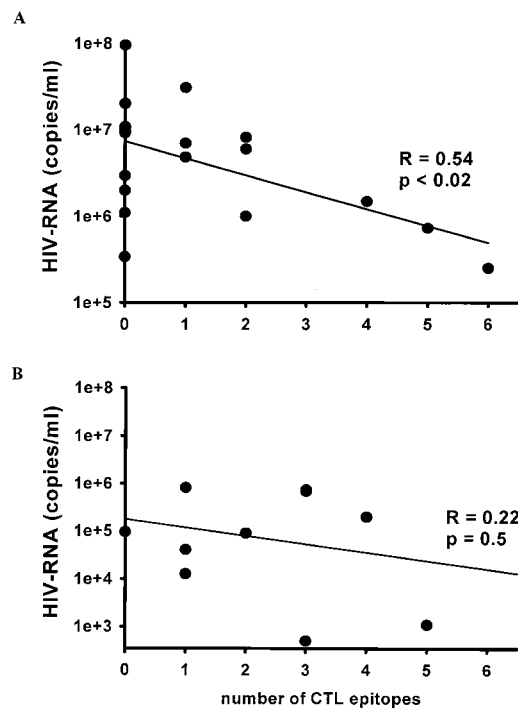 A
1e+8
1e+7
1e+6
1e+5
HIV-RNA (copies/ml)
R = 0.54
p < 0.02
0 1 2 3 4 5 6
B
1e+8
1e+7
1e+6
1e+5
1e+4
1e+3
HIV-RNA (copies/ml)
R = 0.22
p = 0.5
0 1 2 3 4 5 6
number of CTL epitopes